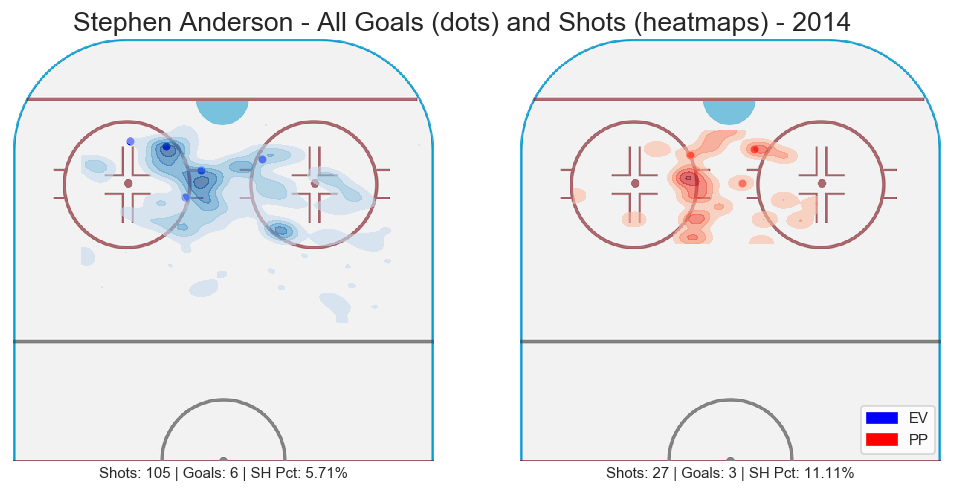 Stephen Anderson - All Goals (dots) and Shots (heatmaps) - 2014
EV
PP
Shots: 105 | Goals: 6 | SH Pct: 5.71%
Shots: 27 | Goals: 3 | SH Pct: 11.11%